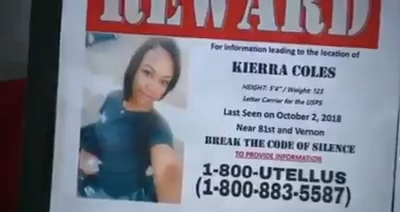 REWARD
For information leading to the location of
KIERRA COLES
HEIGHT: 5'4" / Weight: 125
Letter Carrier for the USPS
Last Seen on October 2, 2018
Near 81st and Vernon
BREAK THE CODE OF SILENCE
TO PROVIDE INFORMATION
1-800-UTELLUS
(1-800-883-5587)